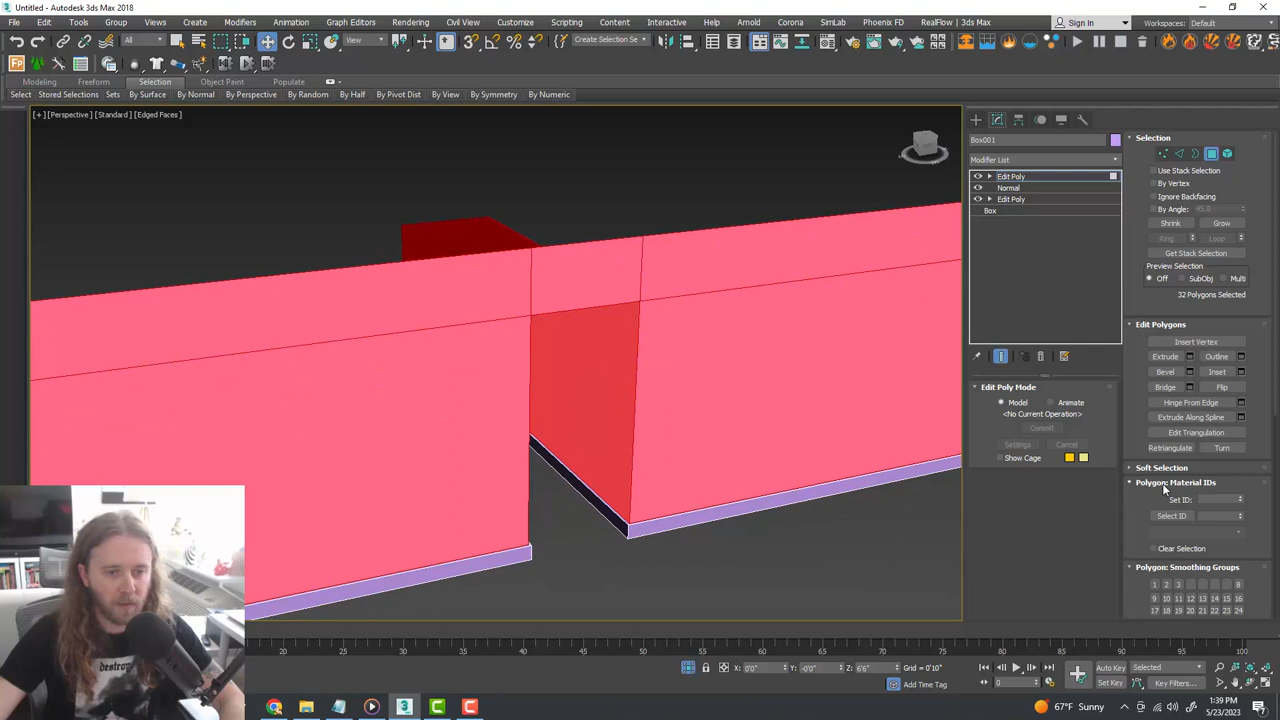 Untitled - Autodesk 3ds Max 2018
File Edit Tools Group Views Create Modifiers Animation Graph Editors Rendering Civil View Customize Scripting Content Interactive Help Arnold Corona SimLab Phoenix FD RealFlow | 3ds Max Sign In Workspaces: Default
All View Create Selection Se
Modeling Freeform Selection Object Paint Populate
Select Stored Selections Sets By Surface By Normal By Perspective By Random By Half By Pivot Dist By View By Symmetry By Numeric
[+] [Perspective] [Standard] [Edged Faces]
Box001
Modifier List
Edit Poly
Normal
Edit Poly
Box
Edit Poly Mode
Model Animate
<No Current Operation>
Commit
Settings Cancel
Show Cage
Selection
Use Stack Selection
By Vertex
Ignore Backfacing
By Angle: 45.0
Shrink Grow
Ring Loop
Get Stack Selection
Preview Selection
Off SubObj Multi
32 Polygons Selected
Edit Polygons
Insert Vertex
Extrude Outline
Bevel Inset
Bridge Flip
Hinge From Edge
Extrude Along Spline
Edit Triangulation
Retriangulate Turn
Soft Selection
Polygon: Material IDs
Set ID:
Select ID
Clear Selection
Polygon: Smoothing Groups
1 2 3 8
9 10 11 12 13 14 15 16
17 18 19 20 21 22 23 24
destroy
20 25 30 35 40 45 50 55 60 65 70 75 80 85 90 95 100
X: 0'0" Y: -0'0" Z: 6'6" Grid = 0'10"
Add Time Tag
0
Auto Key Selected
Set Key Key Filters...
67°F Sunny
1:39 PM
5/23/2023